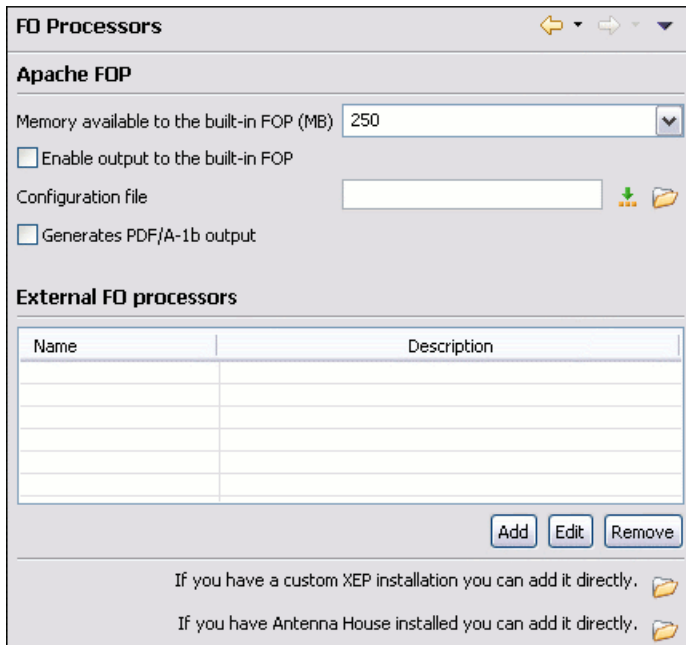 FO Processors
Apache FOP
Memory available to the built-in FOP (MB) 250
Enable output to the built-in FOP
Configuration file
Generates PDF/A-1b output
External FO processors
Name Description
Add Edit Remove
If you have a custom XEP installation you can add it directly.
If you have Antenna House installed you can add it directly.